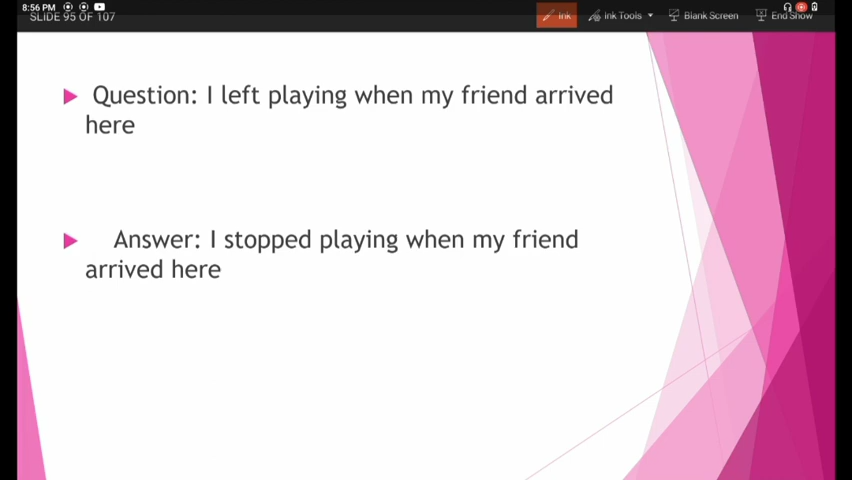 8:56 PM
SLIDE 95 OF 107
Ink
Ink Tools
Blank Screen
End Show
Question: I left playing when my friend arrived
here
Answer: I stopped playing when my friend
arrived here